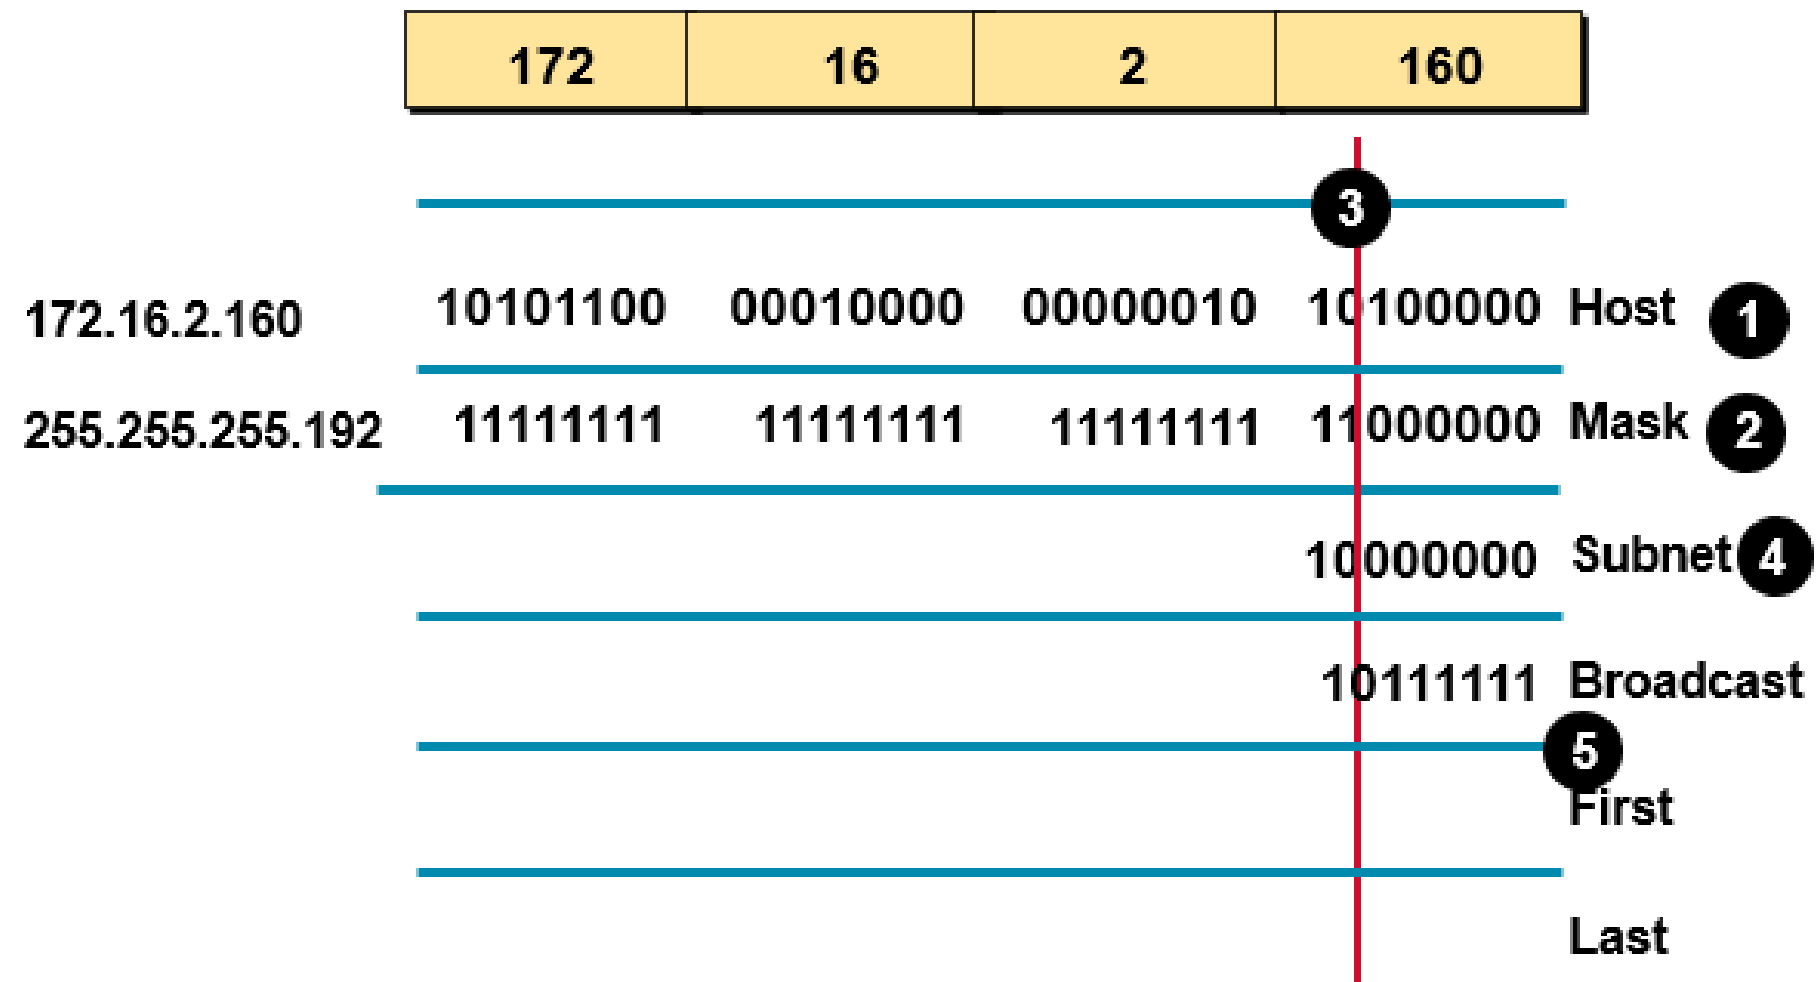 172 16 2 160
3
172.16.2.160 10101100 00010000 00000010 10100000 Host 1
255.255.255.192 11111111 11111111 11111111 11000000 Mask 2
10000000 Subnet 4
10111111 Broadcast
5
First
Last